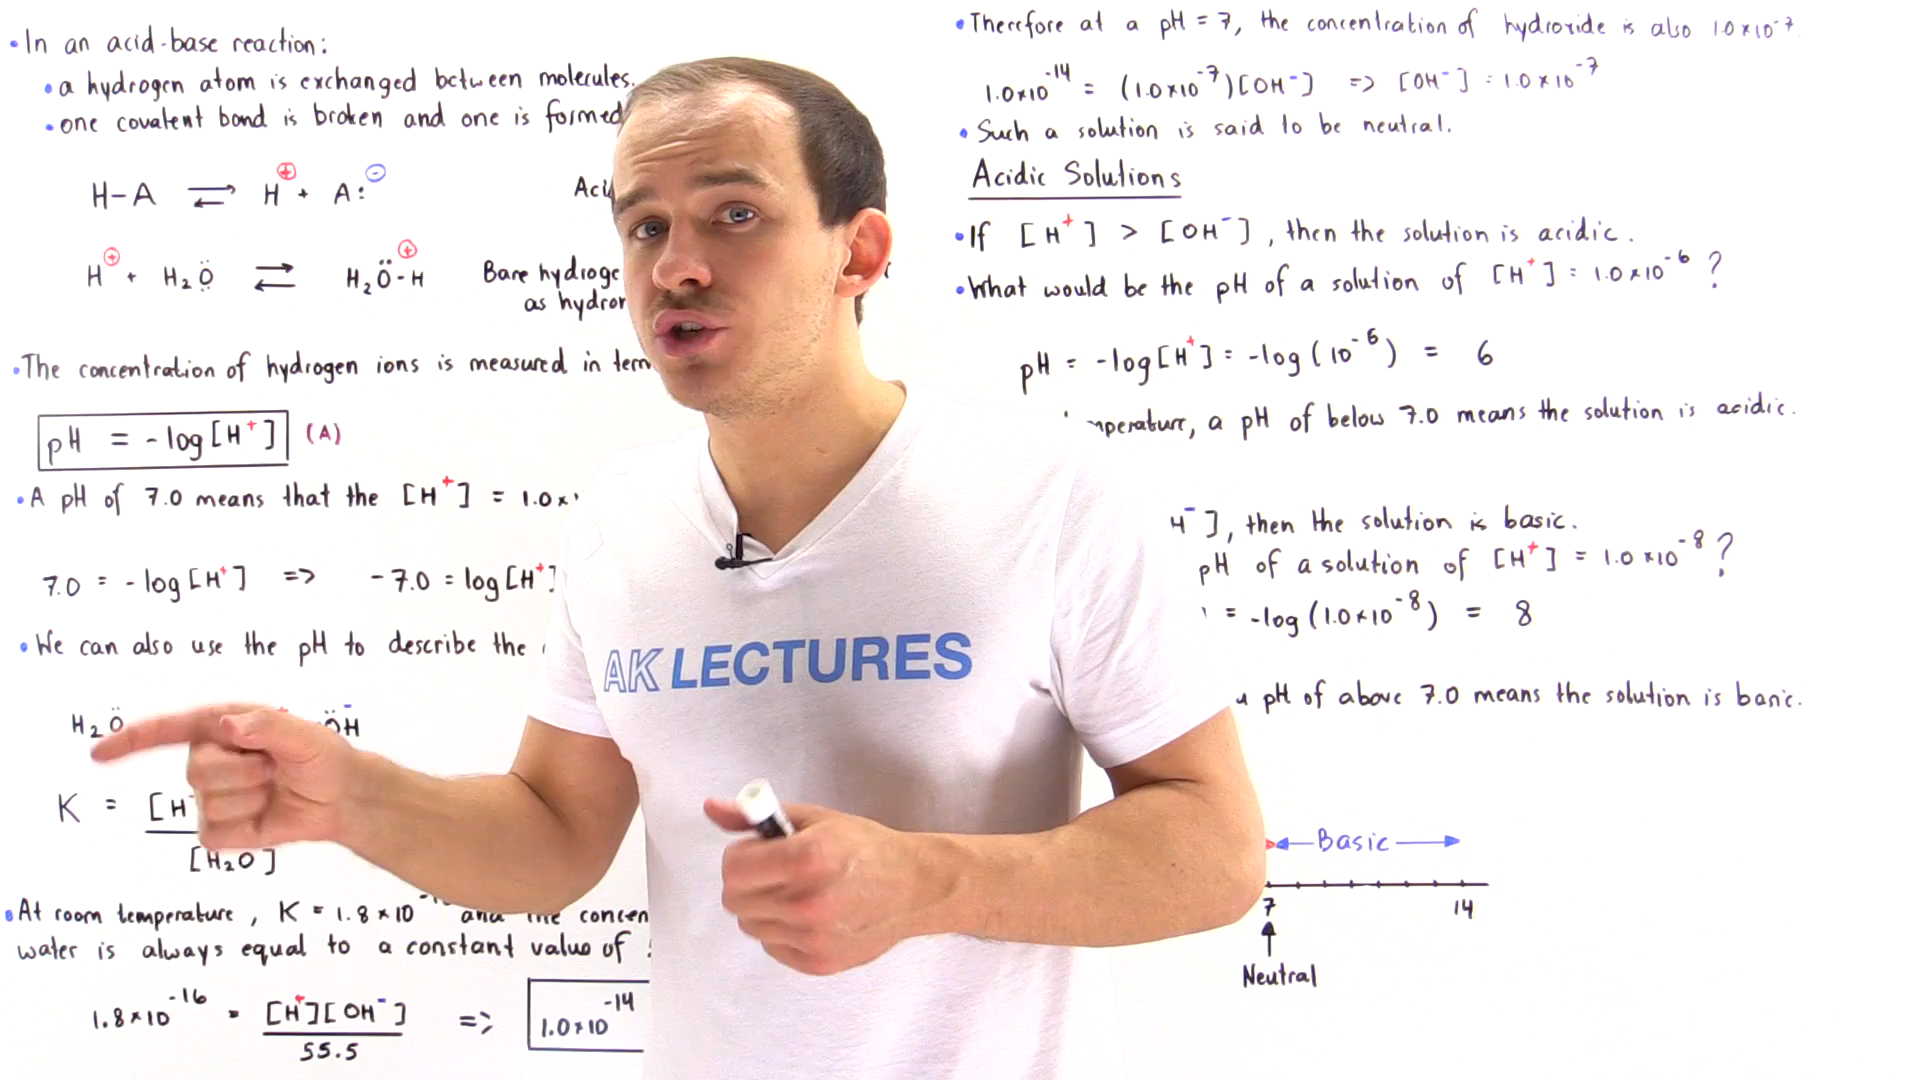 •In an acid-base reaction:
•a hydrogen atom is exchanged between molecules.
•one covalent bond is broken and one is formed
H-A ⇌ H⊕ + A:⊖
H⊕ + H₂Ö: ⇌ H₂Ö-H⊕
Bare
as
•The concentration of hydrogen ions is measured in
pH = -log[H⁺] (A)
•A pH of 7.0 means that the [H⁺] = 1.0×
7.0 = -log[H⁺] => -7.0 = log[H⁺]
•We can also use the pH to describe the
H₂Ö ÖH⁻
K = [H
[H₂O]
•At room temperature, K = 1.8×10 and the
water is always equal to a constant value of
1.8×10⁻¹⁶ = [H⁺][OH⁻] => 1.0×10⁻¹⁴
55.5
•Therefore at a pH = 7, the concentration of hydroxide is also 1.0×10⁻⁷.
1.0×10⁻¹⁴ = (1.0×10⁻⁷)[OH⁻] => [OH⁻] = 1.0×10⁻⁷
•Such a solution is said to be neutral.
Acidic Solutions
•If [H⁺] > [OH⁻], then the solution is acidic.
•What would be the pH of a solution of [H⁺] = 1.0×10⁻⁶?
pH = -log[H⁺] = -log(10⁻⁶) = 6
a pH of below 7.0 means the solution is acidic.
H⁻], then the solution is basic.
pH of a solution of [H⁺] = 1.0×10⁻⁸?
= -log(1.0×10⁻⁸) = 8
pH of above 7.0 means the solution is basic.
Basic
7 14
Neutral
AK LECTURES